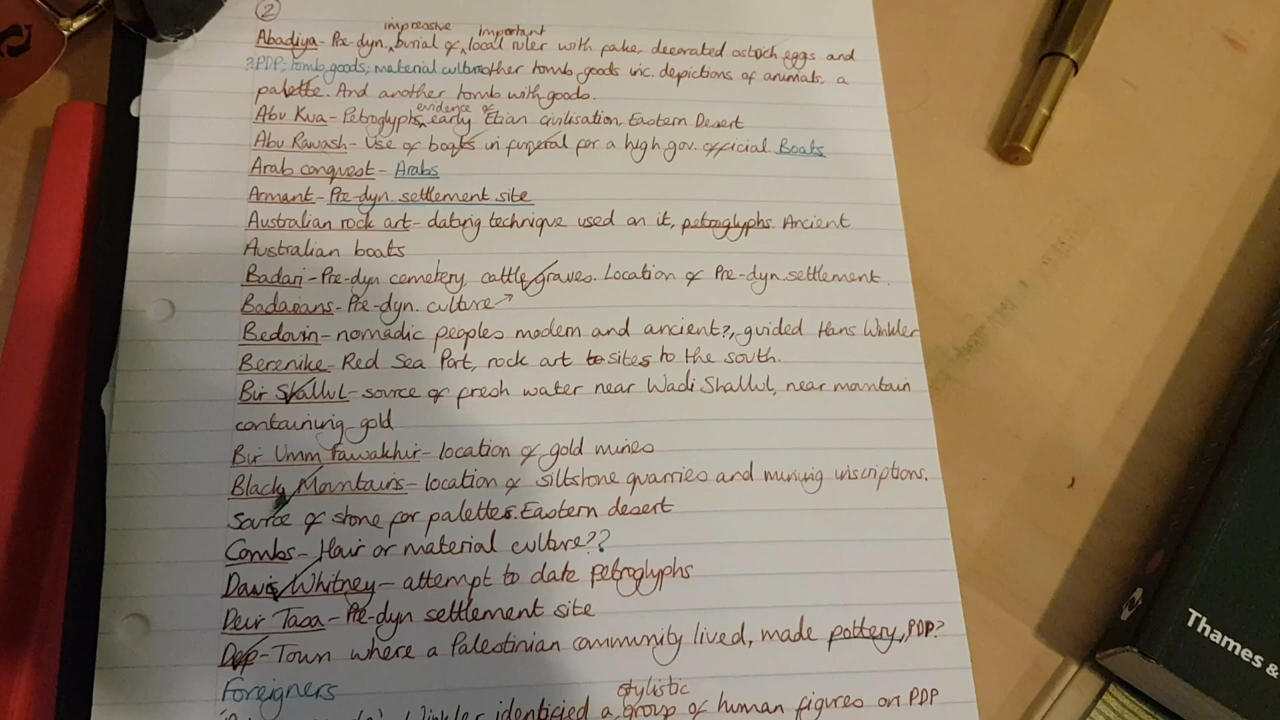 2
impressive important
Abadiya - Pre-dyn. burial of local ruler with palee, decorated ostrich eggs and
?PDP; tomb goods; material culture other tomb goods inc. depictions of animals, a
palette. And another tomb with goods.
evidence of
Abu Kua - Petroglyphs, early Etian civilisation, Eastern Desert
Abu Rawash - Use of boats in funeral for a high gov. official Boats
Arab conquest - Arabs
Armant - Pre-dyn. settlement site
Australian rock art - dating technique used on it, petroglyphs. Ancient
Australian boats
Badari - Pre-dyn cemetery, cattle graves. Location of Pre-dyn. settlement.
Badarians - Pre-dyn. culture
Bedouin - nomadic peoples modern and ancient?, guided Hans Winkler
Berenike - Red Sea Port, rock art to sites to the south.
Bir Shallul - source of fresh water near Wadi Shallul, near mountain
containing gold
Bir Umm Fawakhir - location of gold mines
Black Mountains - location of siltstone quarries and mining inscriptions.
Source of stone for palettes. Eastern desert
Combs - Hair or material culture??
David Whitney - attempt to date petroglyphs
Deir Tasa - Pre-dyn settlement site
Dep - Town where a Palestinian community lived, made pottery, PDP?
Foreigners
stylistic
Winkler identified a group of human figures on PDP
Thames &